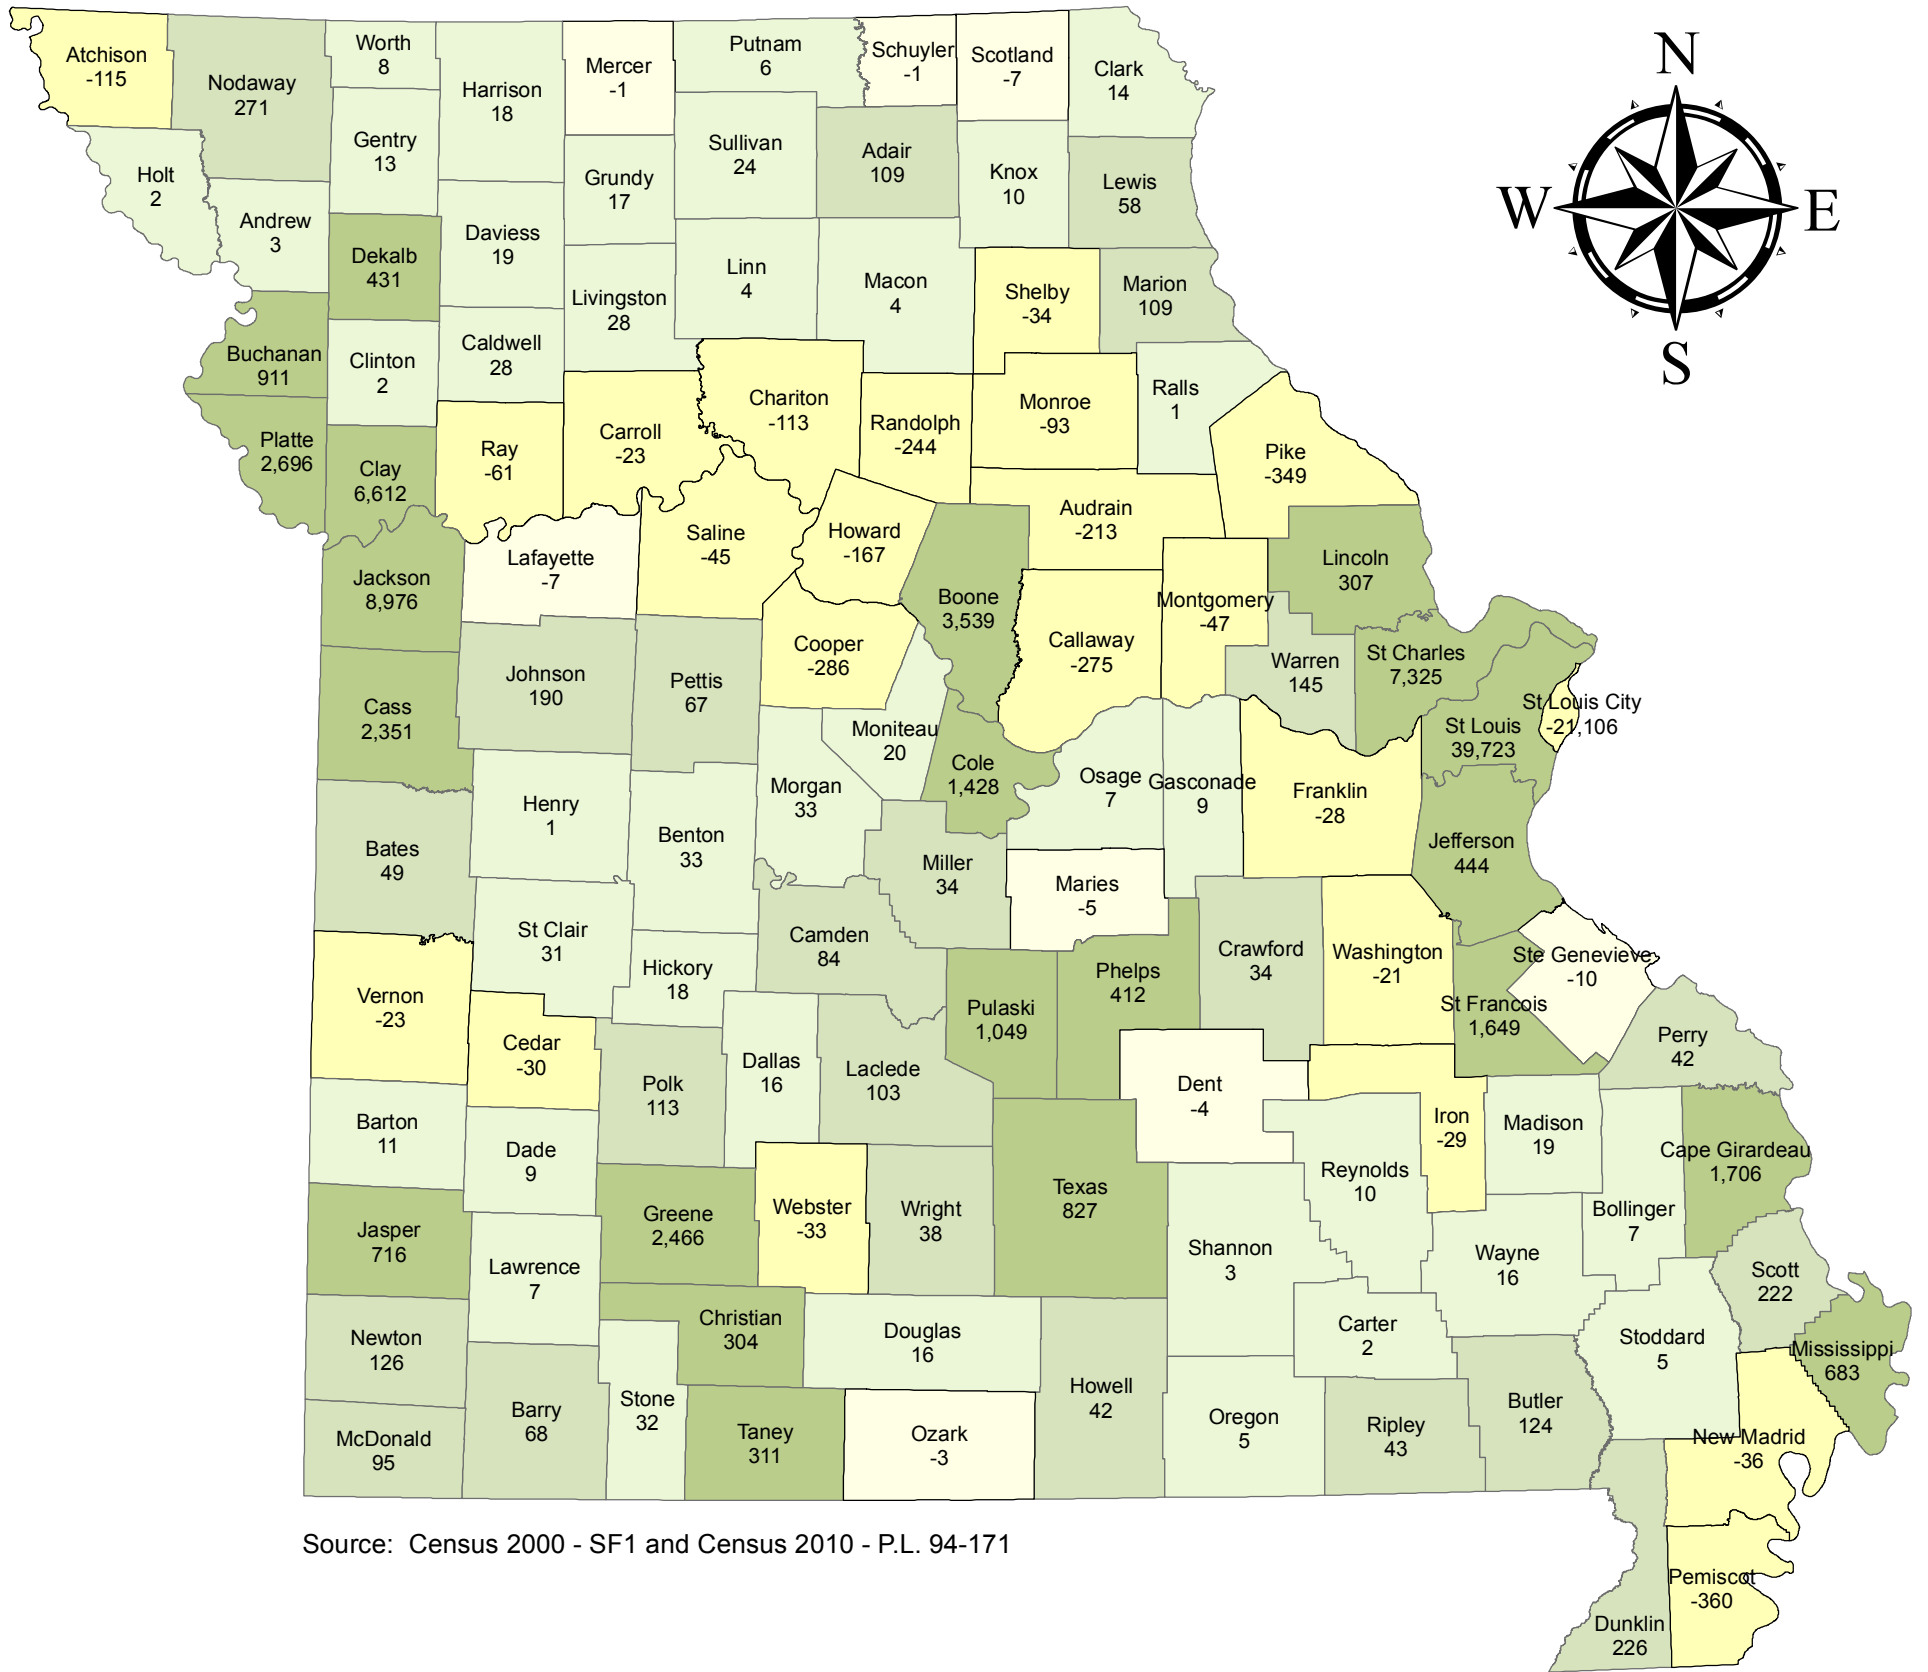 Atchison
-115
Nodaway
271
Worth
8
Harrison
18
Mercer
-1
Putnam
6
Schuyler
-1
Scotland
-7
Clark
14
N
W
E
S
Holt
2
Andrew
3
Gentry
13
Daviess
19
Grundy
17
Sullivan
24
Adair
109
Knox
10
Lewis
58
Dekalb
431
Livingston
28
Linn
4
Macon
4
Shelby
-34
Marion
109
Buchanan
911
Clinton
2
Caldwell
28
Chariton
-113
Randolph
-244
Monroe
-93
Ralls
1
Platte
2,696
Clay
6,612
Ray
-61
Carroll
-23
Pike
-349
Jackson
8,976
Lafayette
-7
Saline
-45
Howard
-167
Boone
3,539
Audrain
-213
Callaway
-275
Montgomery
-47
Lincoln
307
Warren
145
St Charles
7,325
St Louis City
-21,106
St Louis
39,723
Cass
2,351
Johnson
190
Pettis
67
Cooper
-286
Moniteau
20
Cole
1,428
Osage
7
Gasconade
9
Franklin
-28
Jefferson
444
Bates
49
Henry
1
Benton
33
Morgan
33
Miller
34
Maries
-5
St Clair
31
Hickory
18
Camden
84
Pulaski
1,049
Phelps
412
Crawford
34
Washington
-21
Ste Genevieve
-10
St Francois
1,649
Perry
42
Vernon
-23
Cedar
-30
Polk
113
Dallas
16
Laclede
103
Dent
-4
Iron
-29
Madison
19
Cape Girardeau
1,706
Barton
11
Dade
9
Greene
2,466
Webster
-33
Wright
38
Texas
827
Shannon
3
Reynolds
10
Wayne
16
Bollinger
7
Scott
222
Mississippi
683
Jasper
716
Lawrence
7
Newton
126
Christian
304
Douglas
16
Howell
42
Carter
2
Stoddard
5
McDonald
95
Barry
68
Stone
32
Taney
311
Ozark
-3
Oregon
5
Ripley
43
Butler
124
New Madrid
-36
Pemiscot
-360
Dunklin
226
Source: Census 2000 - SF1 and Census 2010 - P.L. 94-171